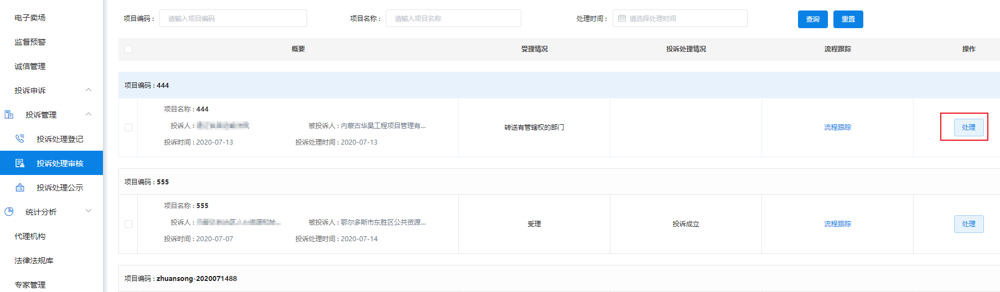 电子卖场
监督预警
诚信管理
投诉申诉
投诉管理
投诉处理登记
投诉处理审核
投诉处理公示
统计分析
代理机构
法律法规库
专家管理
项目编码： 请输入项目编码 项目名称： 请输入项目名称 处理时间： 请选择处理时间 查询 重置
概要 受理情况 投诉处理情况 流程跟踪 操作
项目编码 : 444
项目名称 : 444
投诉人 : 被投诉人 : 内蒙古华昊工程项目管理有...
投诉时间 : 2020-07-13 投诉处理时间 : 2020-07-13
转送有管辖权的部门 流程跟踪 处理
项目编码 : 555
项目名称 : 555
投诉人 : 被投诉人 : 鄂尔多斯市东胜区公共资源...
投诉时间 : 2020-07-07 投诉处理时间 : 2020-07-14
受理 投诉成立 流程跟踪 处理
项目编码 : zhuansong-2020071488